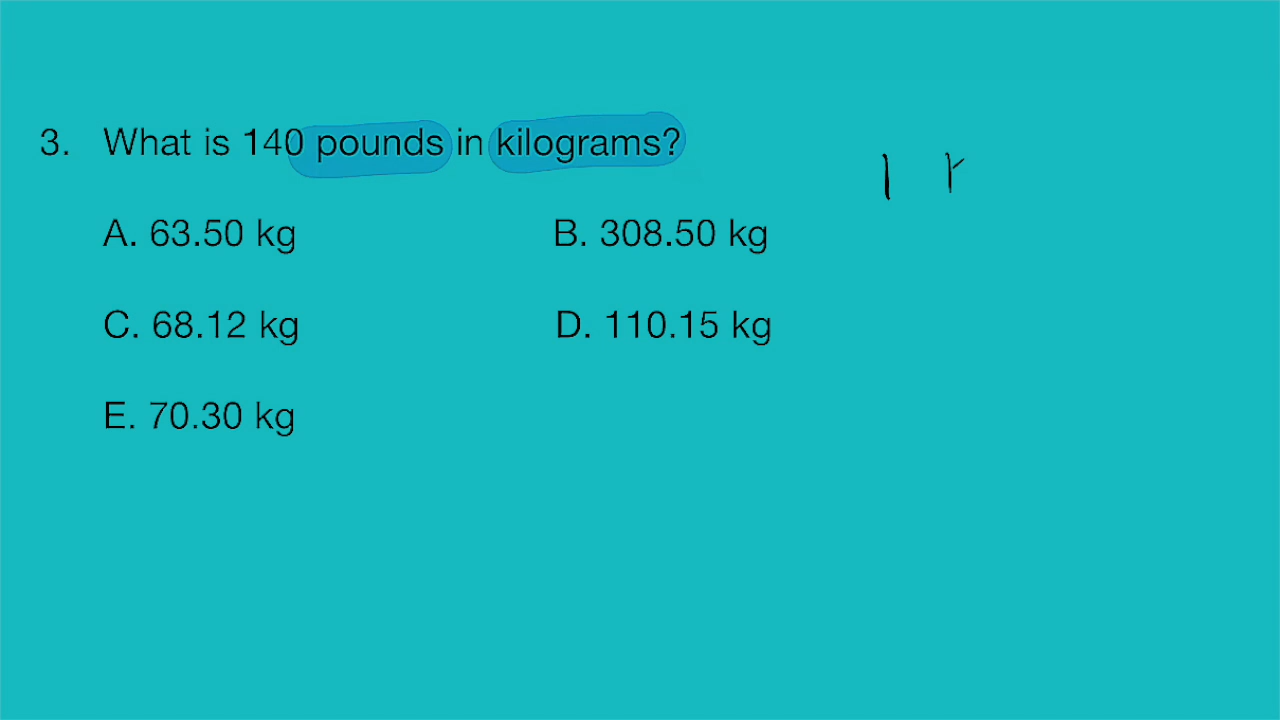 3. What is 140 pounds in kilograms?
1
A. 63.50 kg B. 308.50 kg
C. 68.12 kg D. 110.15 kg
E. 70.30 kg